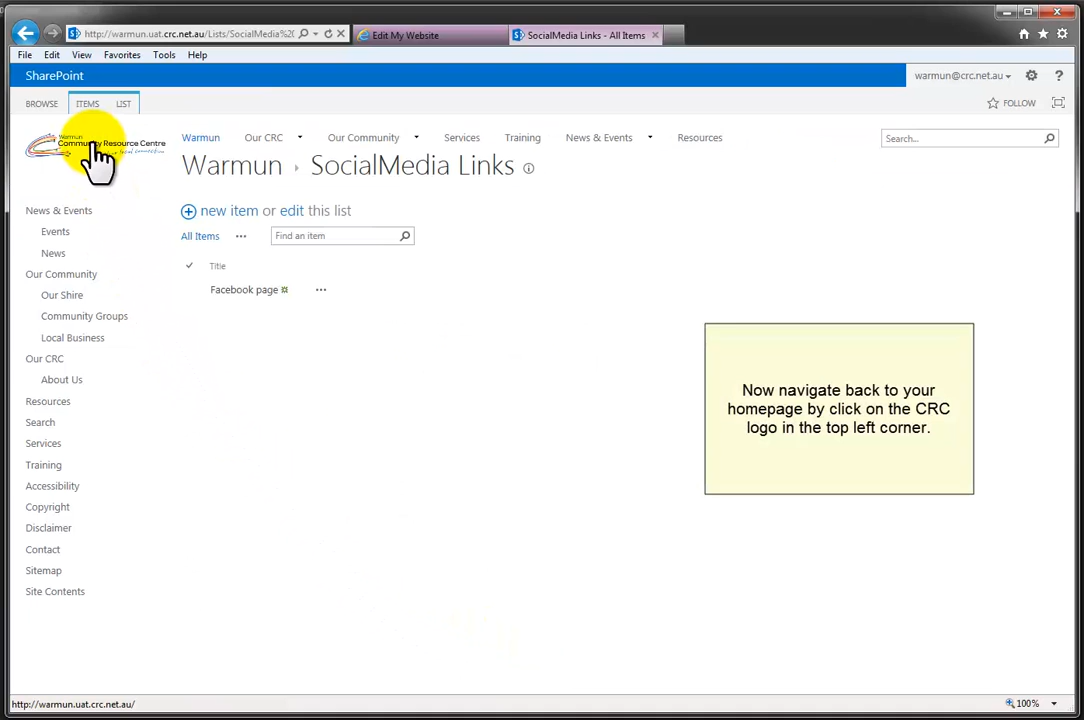 http://warmun.uat.crc.net.au/Lists/SocialMedia%20
Edit My Website
SocialMedia Links - All Items
File Edit View Favorites Tools Help
SharePoint
warmun@crc.net.au
?
BROWSE ITEMS LIST
FOLLOW
Warmun
Community Resource Centre
Warmun Our CRC Our Community Services Training News & Events Resources
Search...
Warmun SocialMedia Links
new item or edit this list
All Items ... Find an item
Title
Facebook page ...
News & Events
Events
News
Our Community
Our Shire
Community Groups
Local Business
Our CRC
About Us
Resources
Search
Services
Training
Accessibility
Copyright
Disclaimer
Contact
Sitemap
Site Contents
Now navigate back to your
homepage by click on the CRC
logo in the top left corner.
http://warmun.uat.crc.net.au/
100%